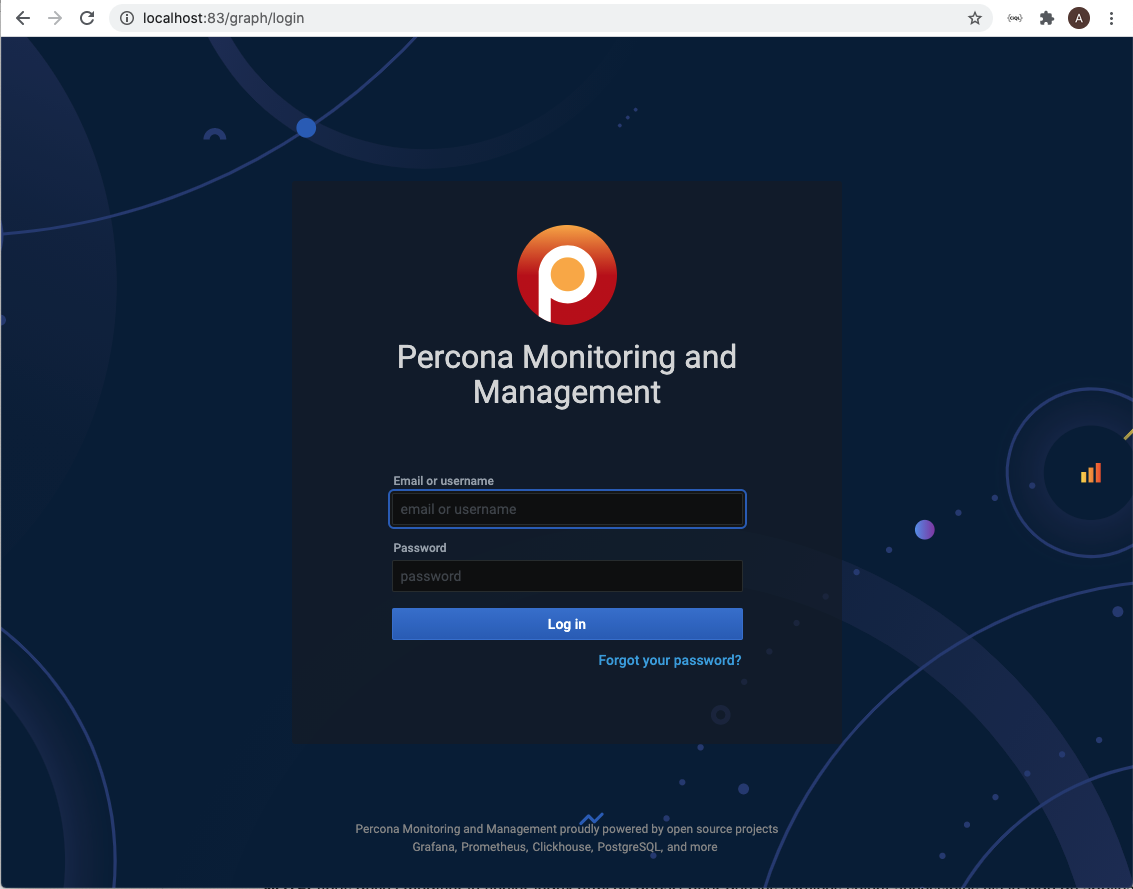 localhost:83/graph/login
A
Percona Monitoring and
Management
Email or username
email or username
Password
password
Log in
Forgot your password?
Percona Monitoring and Management proudly powered by open source projects
Grafana, Prometheus, Clickhouse, PostgreSQL, and more